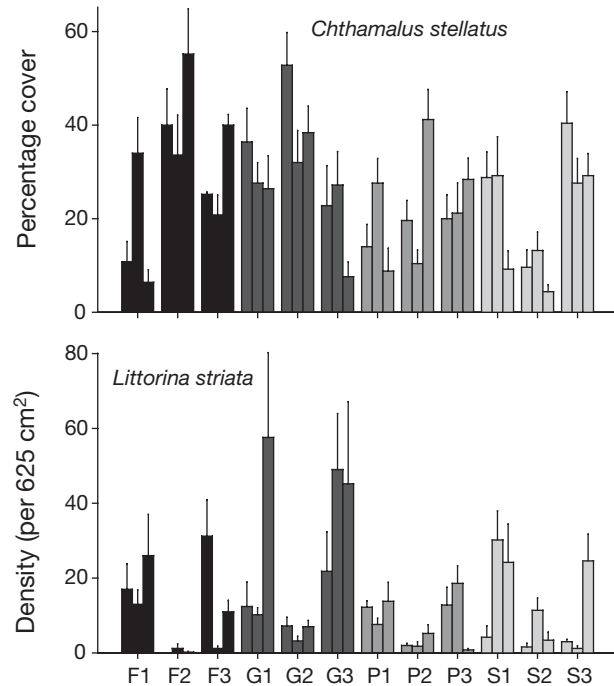 Chthamalus stellatus
Percentage cover
60
40
20
0
Littorina striata
Density (per 625 cm²)
80
60
40
20
0
F1 F2 F3 G1 G2 G3 P1 P2 P3 S1 S2 S3